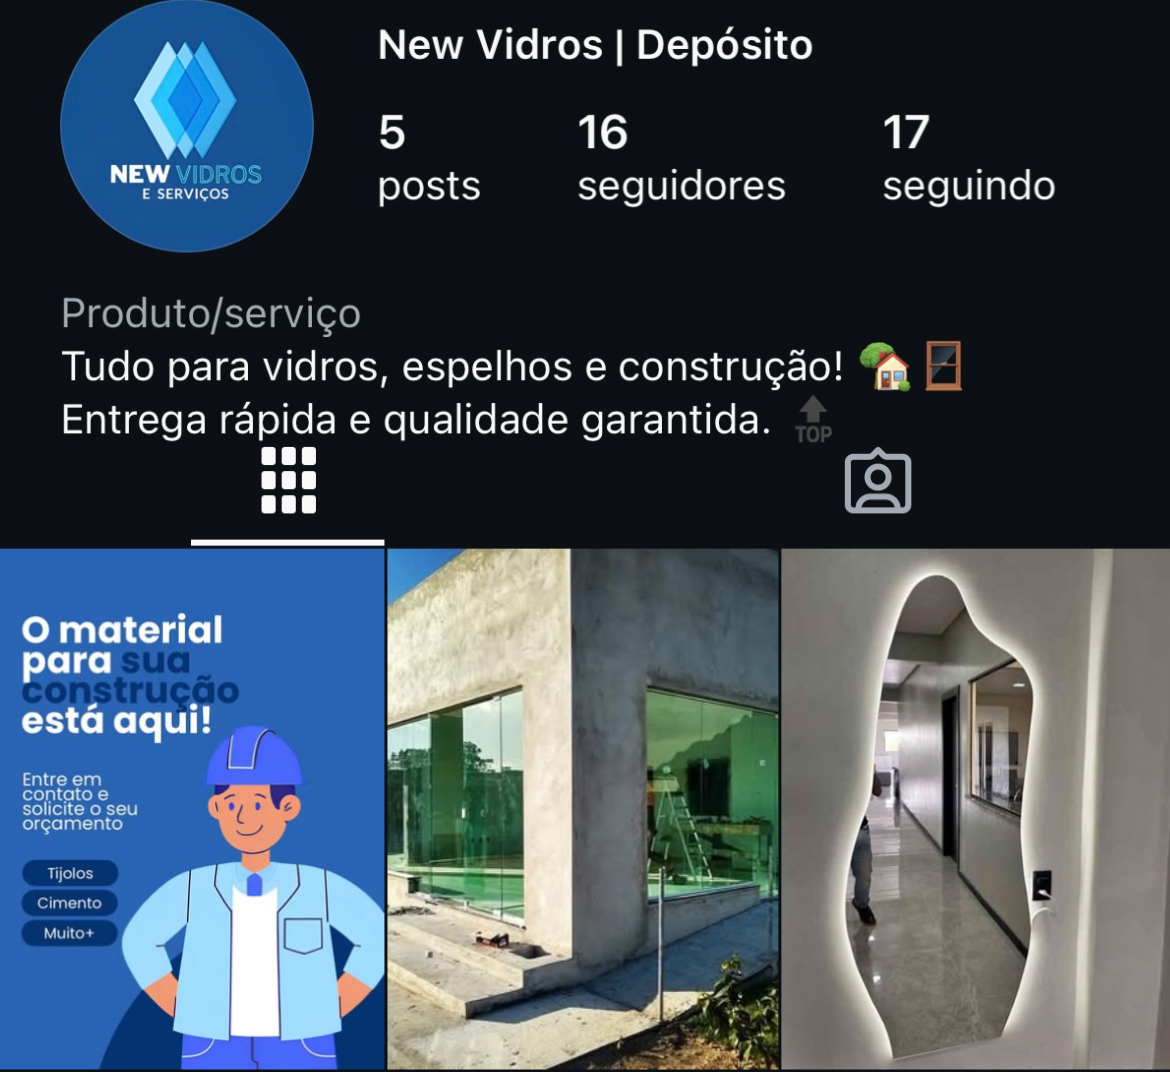 NEW VIDROS
E SERVIÇOS
New Vidros | Depósito
5 posts
16 seguidores
17 seguindo
Produto/serviço
Tudo para vidros, espelhos e construção! 🏡🪟
Entrega rápida e qualidade garantida. 🔝
O material
para sua
construção
está aqui!
Entre em
contato e
solicite o seu
orçamento
Tijolos
Cimento
Muito+